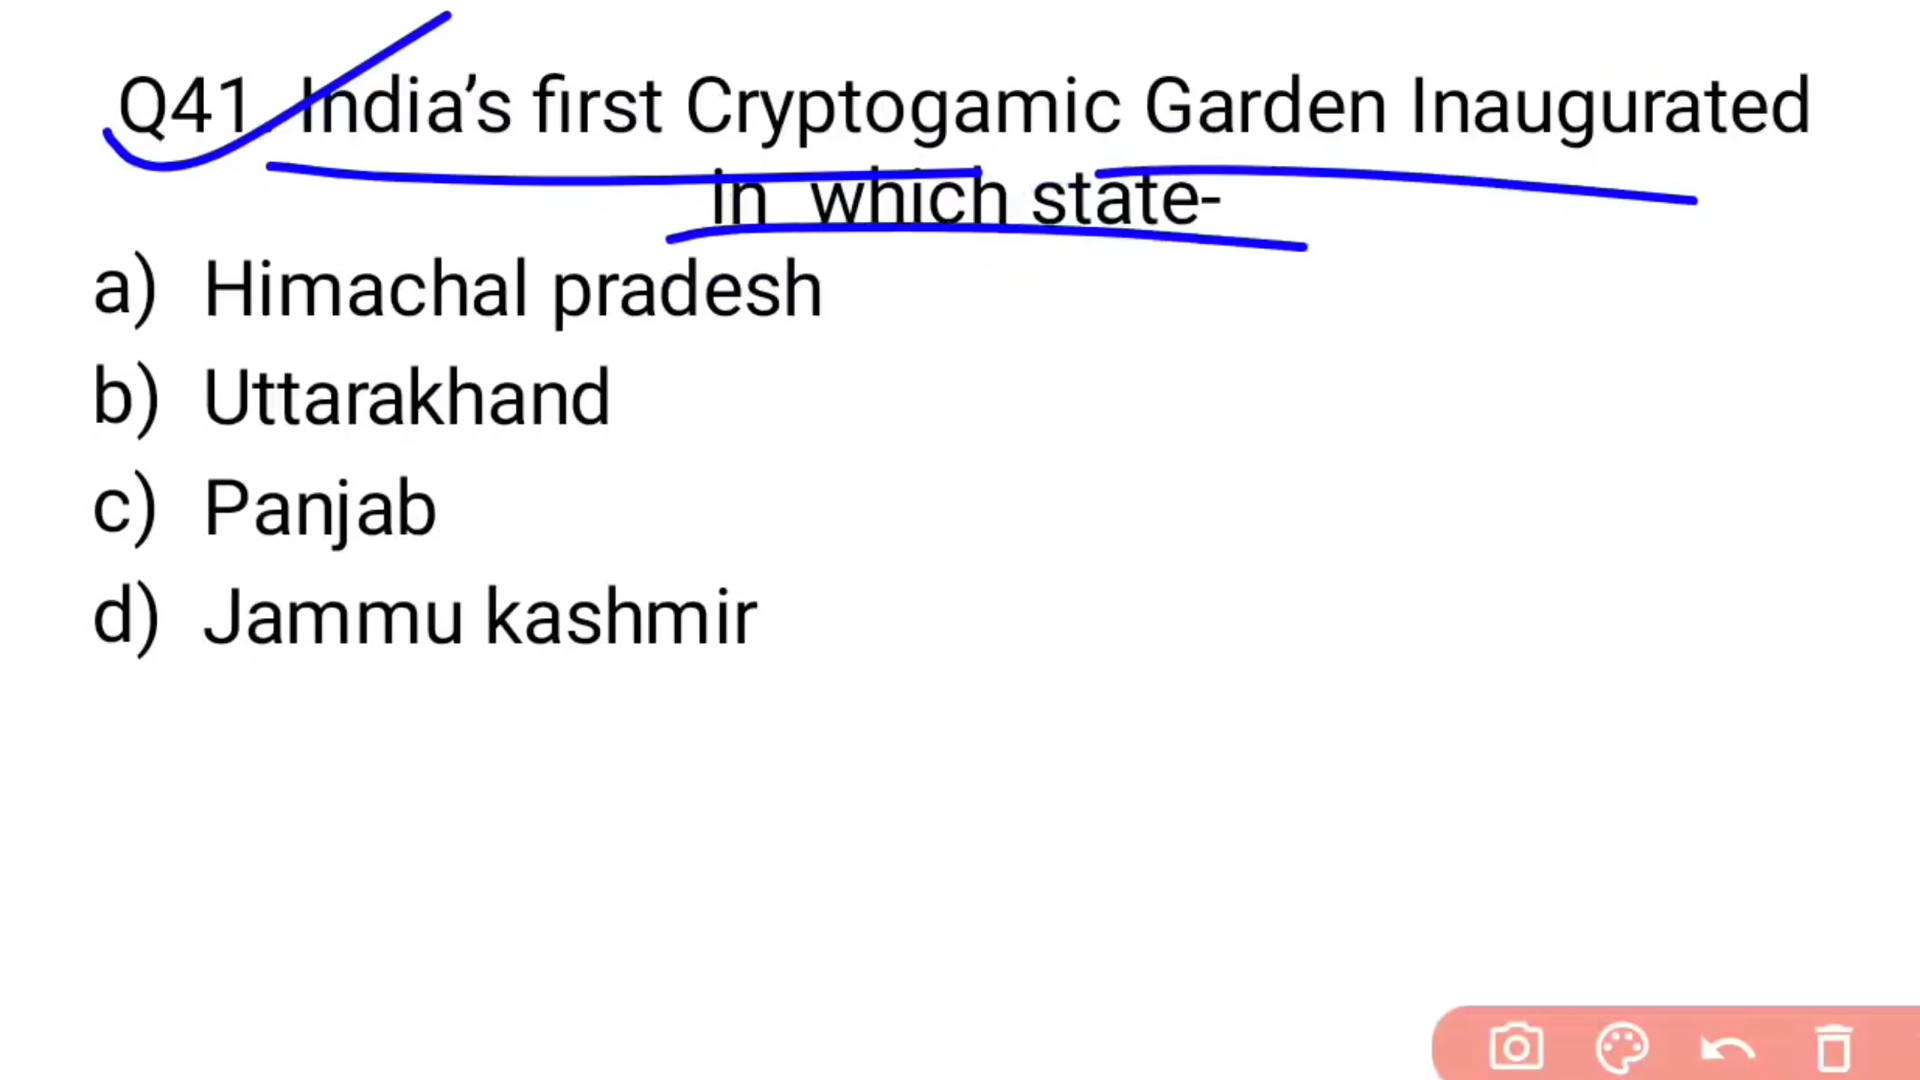 Q41. India's first Cryptogamic Garden Inaugurated
in which state-
a) Himachal pradesh
b) Uttarakhand
c) Panjab
d) Jammu kashmir